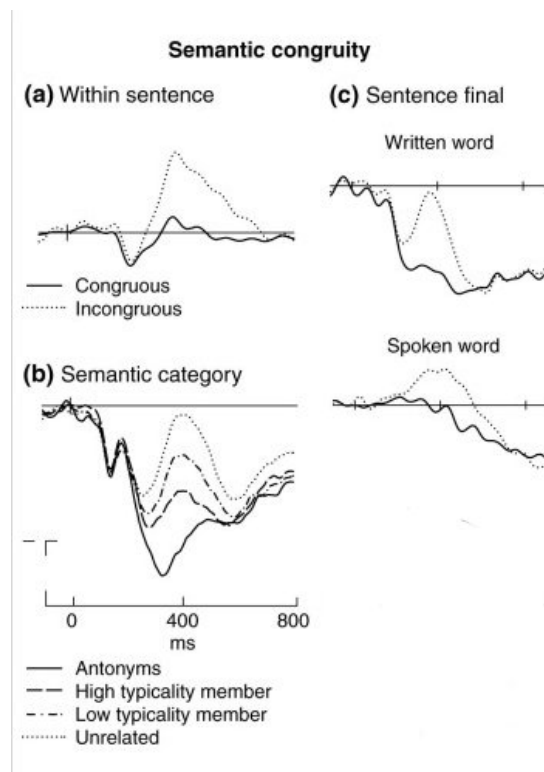 Semantic congruity
(a) Within sentence
Congruous
Incongruous
(b) Semantic category
0 400 800
ms
Antonyms
High typicality member
Low typicality member
Unrelated
(c) Sentence final
Written word
Spoken word